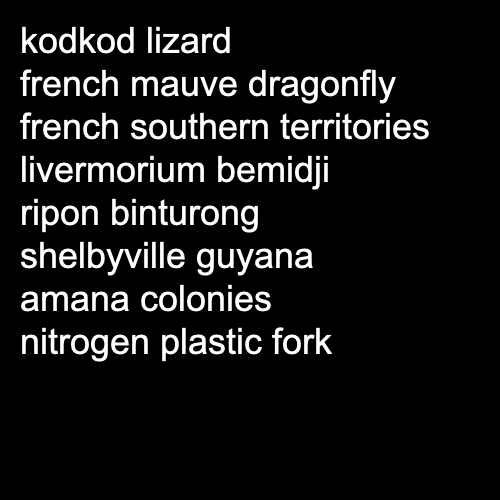 kodkod lizard
french mauve dragonfly
french southern territories
livermorium bemidji
ripon binturong
shelbyville guyana
amana colonies
nitrogen plastic fork